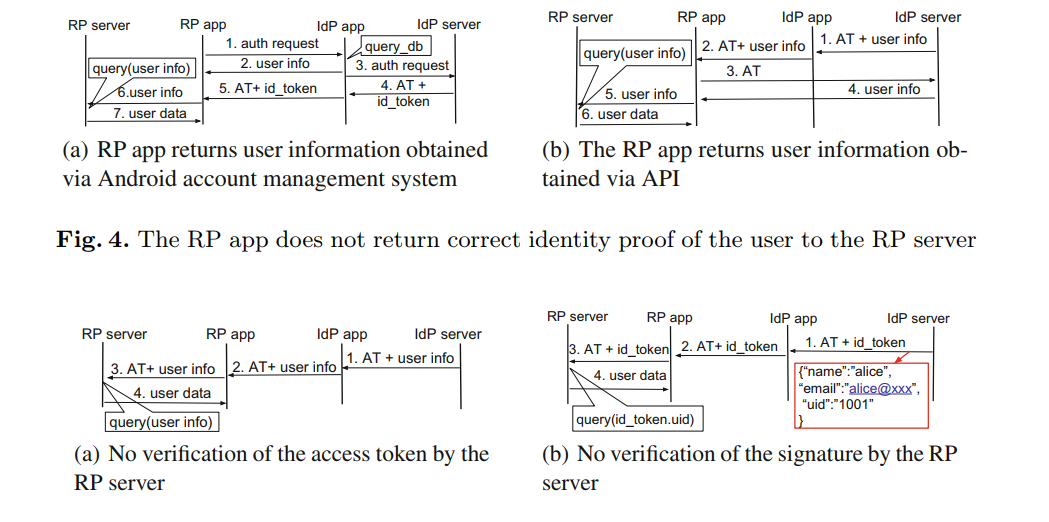 RP server RP app IdP app IdP server
1. auth request
query_db
2. user info
3. auth request
query(user info)
4. AT +
id_token
5. AT+ id_token
6.user info
7. user data
(a) RP app returns user information obtained
via Android account management system
RP server RP app IdP app IdP server
1. AT + user info
2. AT+ user info
query(user info)
3. AT
4. user info
5. user info
6. user data
(b) The RP app returns user information ob-
tained via API
Fig. 4. The RP app does not return correct identity proof of the user to the RP server
RP server RP app IdP app IdP server
1. AT + user info
2. AT+ user info
3. AT+ user info
4. user data
query(user info)
(a) No verification of the access token by the
RP server
RP server RP app IdP app IdP server
1. AT + id_token
2. AT+ id_token
3. AT + id_token
4. user data
{“name”:”alice”,
“email”:”alice@xxx”,
“uid”:”1001”
}
query(id_token.uid)
(b) No verification of the signature by the RP
server